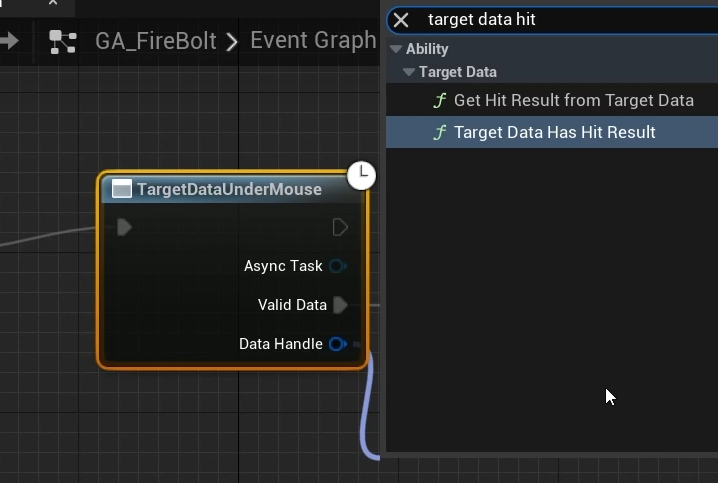 target data hit
GA_FireBolt > Event Graph
Ability
Target Data
f Get Hit Result from Target Data
f Target Data Has Hit Result
TargetDataUnderMouse
Async Task
Valid Data
Data Handle